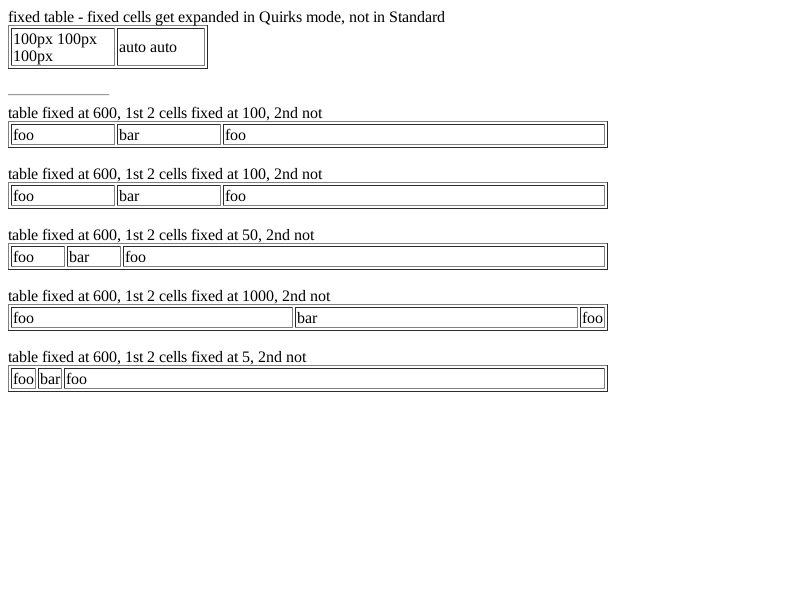 fixed table - fixed cells get expanded in Quirks mode, not in Standard
100px 100px
100px
auto auto
table fixed at 600, 1st 2 cells fixed at 100, 2nd not
foo bar foo
table fixed at 600, 1st 2 cells fixed at 100, 2nd not
foo bar foo
table fixed at 600, 1st 2 cells fixed at 50, 2nd not
foo bar foo
table fixed at 600, 1st 2 cells fixed at 1000, 2nd not
foo bar foo
table fixed at 600, 1st 2 cells fixed at 5, 2nd not
foo bar foo